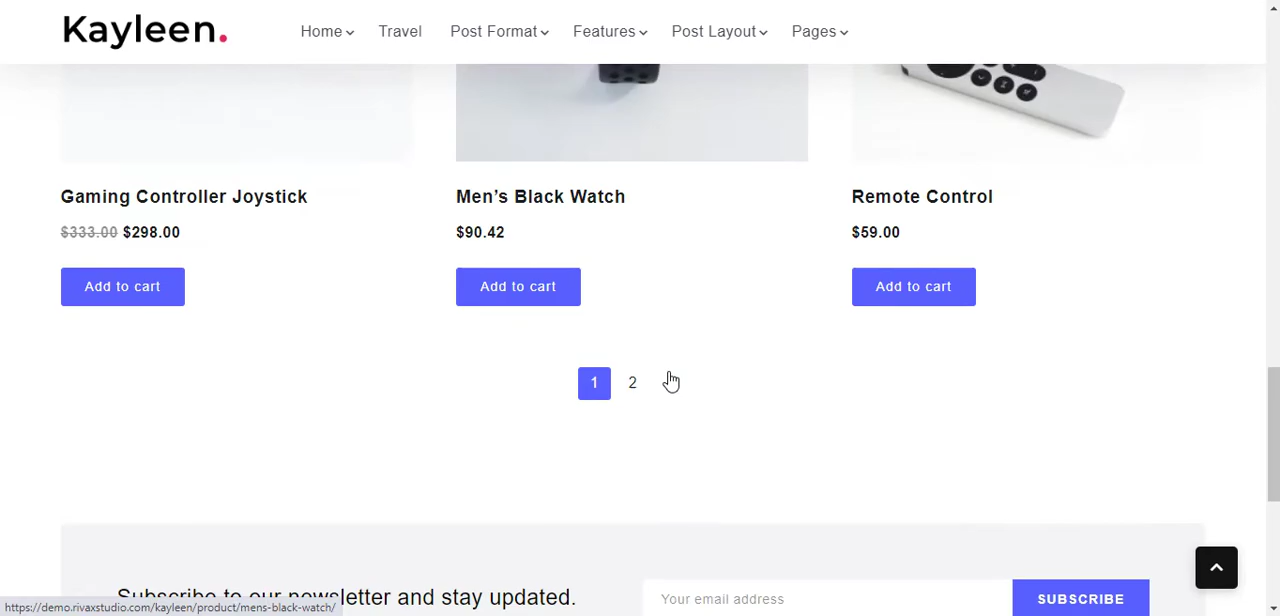 Kayleen.
Home Travel Post Format Features Post Layout Pages
Gaming Controller Joystick
Men’s Black Watch
Remote Control
$333.00 $298.00
$90.42
$59.00
Add to cart
Add to cart
Add to cart
1 2
Subscribe to our newsletter and stay updated.
Your email address
SUBSCRIBE
https://demo.rivaxstudio.com/kayleen/product/mens-black-watch/